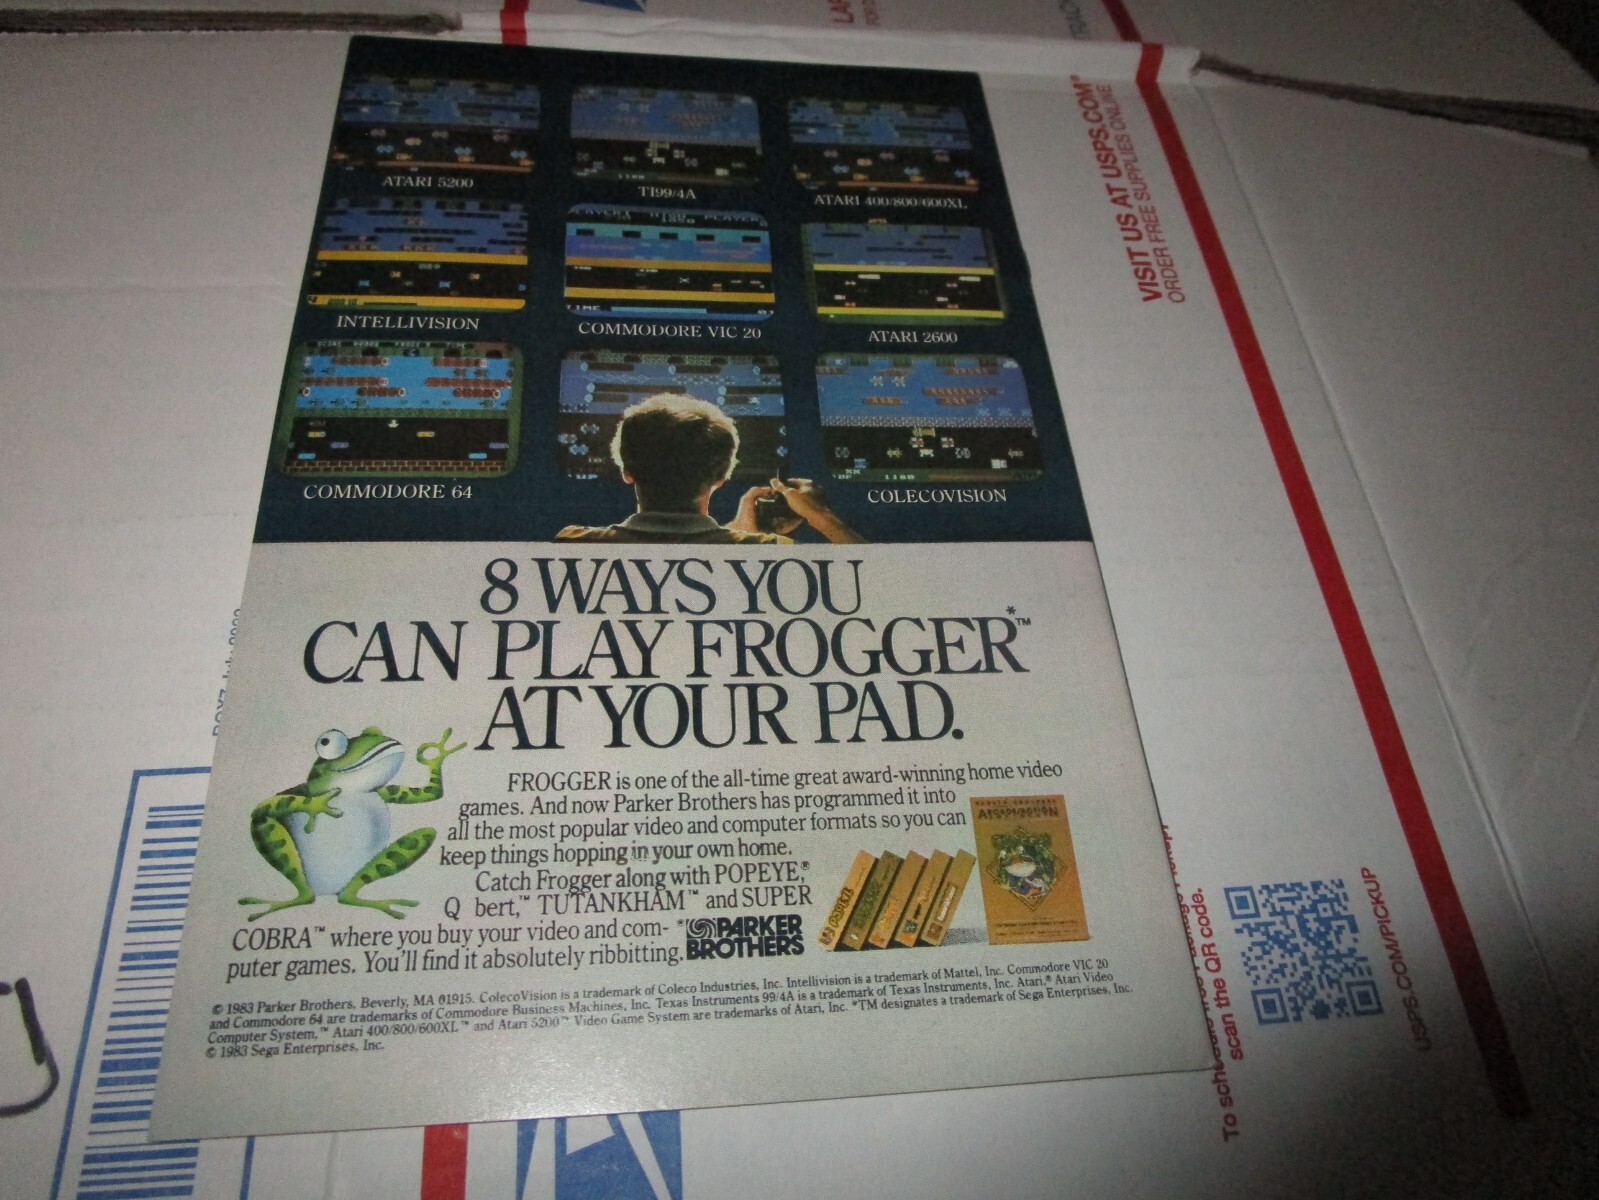 ATARI 5200
TI99/4A
ATARI 400/800/600XL
INTELLIVISION
COMMODORE VIC 20
ATARI 2600
COMMODORE 64
COLECOVISION
TIME
8 WAYS YOU
CAN PLAY FROGGER™*
AT YOUR PAD.
FROGGER is one of the all-time great award-winning home video
games. And now Parker Brothers has programmed it into
all the most popular video and computer formats so you can
keep things hopping in your own home.
Catch Frogger along with POPEYE,®
Q bert,™ TUTANKHAM™ and SUPER
COBRA™ where you buy your video and com-
puter games. You'll find it absolutely ribbitting.
PARKER
BROTHERS
© 1983 Parker Brothers, Beverly, MA 01915. ColecoVision is a trademark of Coleco Industries, Inc. Intellivision is a trademark of Mattel, Inc. Commodore VIC 20
and Commodore 64 are trademarks of Commodore Business Machines, Inc. Texas Instruments 99/4A is a trademark of Texas Instruments, Inc. Atari,® Atari Video
Computer System,™ Atari 400/800/600XL™ and Atari 5200™ Video Game System are trademarks of Atari, Inc. *TM designates a trademark of Sega Enterprises, Inc.
© 1983 Sega Enterprises, Inc.
VISIT US AT USPS.COM™
ORDER FREE SUPPLIES ONLINE
scan the QR code.
USPS.COM/PICKUP